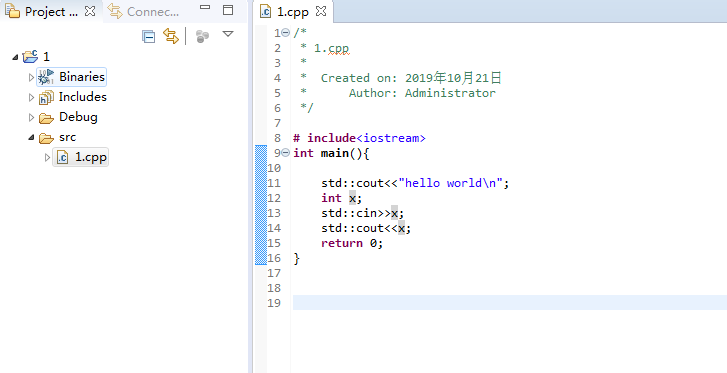 Project ...
Connec...
1
Binaries
Includes
Debug
src
1.cpp
1.cpp
1 /*
2  * 1.cpp
3  *
4  *  Created on: 2019年10月21日
5  *      Author: Administrator
6  */
7
8 # include<iostream>
9 int main(){
10
11     std::cout<<"hello world\n";
12     int x;
13     std::cin>>x;
14     std::cout<<x;
15     return 0;
16 }
17
18
19